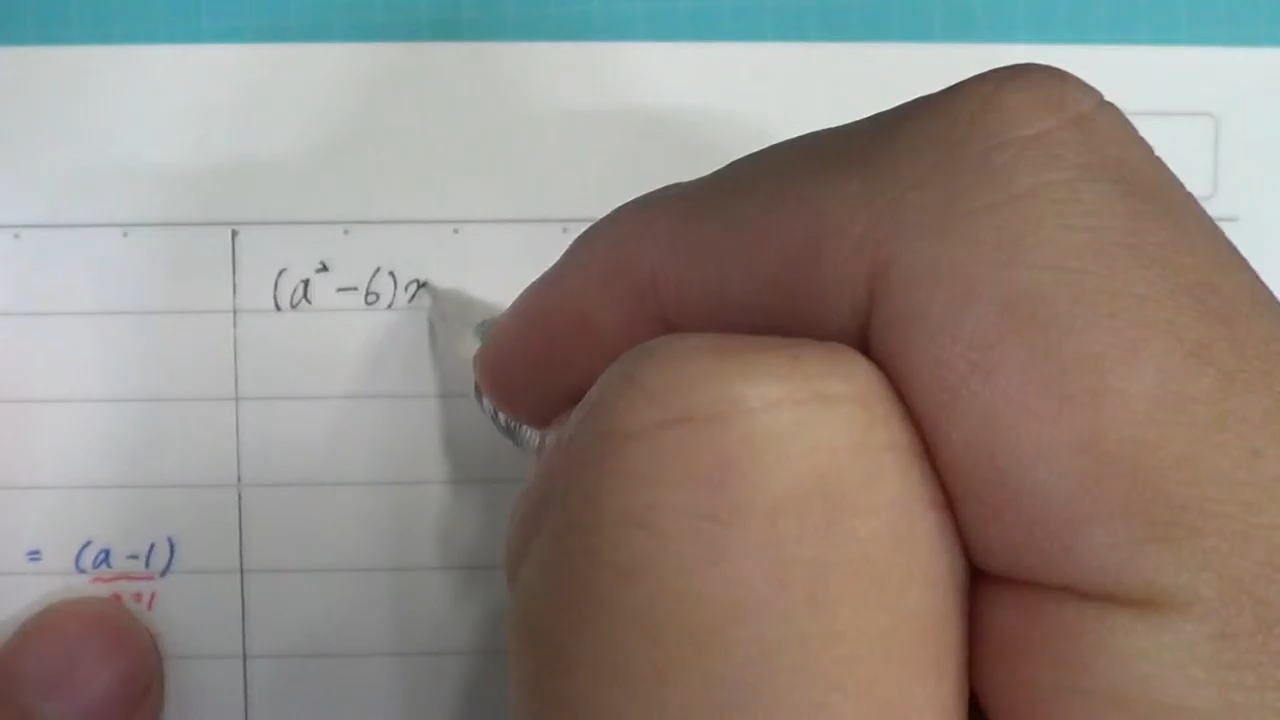 (a² - 6)x
= (a - 1)